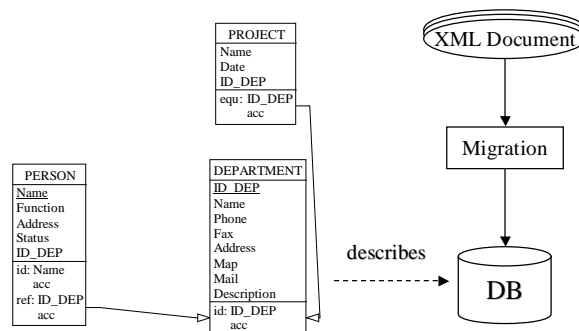 PROJECT
Name
Date
ID_DEP
equ: ID_DEP
acc
PERSON
Name
Function
Address
Status
ID_DEP
id: Name
acc
ref: ID_DEP
acc
DEPARTMENT
ID_DEP
Name
Phone
Fax
Address
Map
Mail
Description
id: ID_DEP
acc
describes
XML Document
Migration
DB